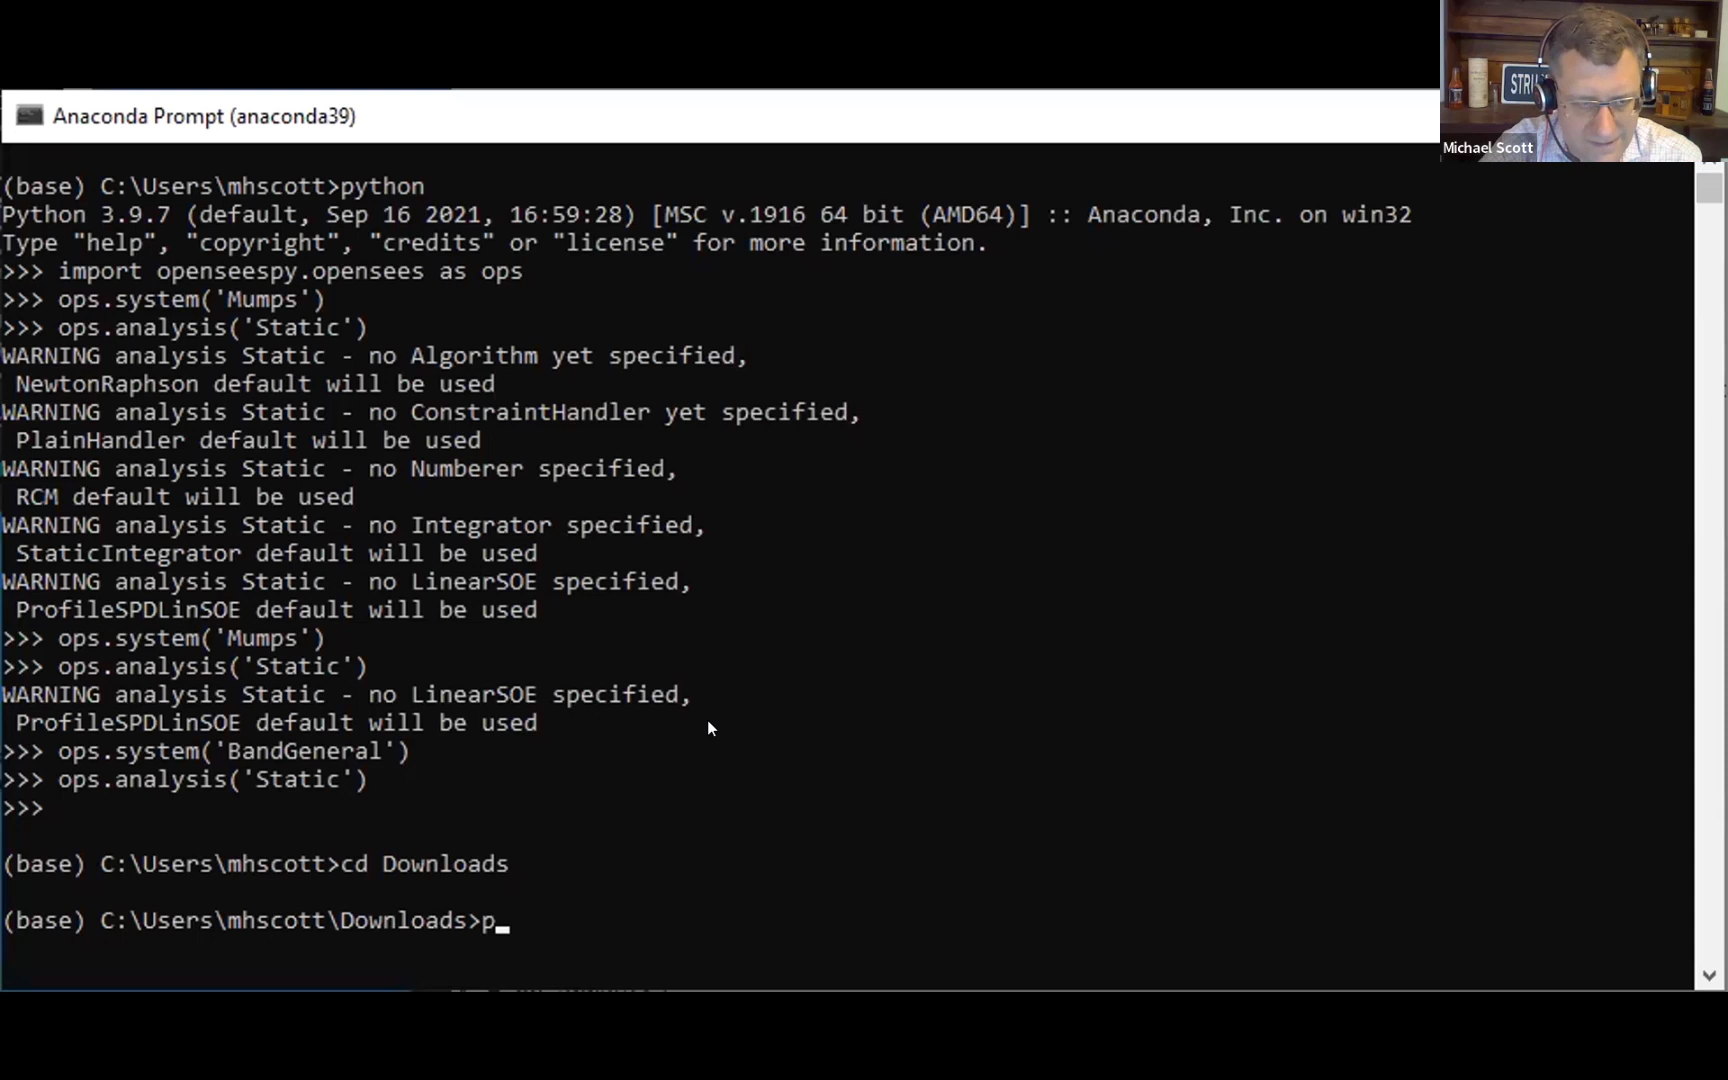 Anaconda Prompt (anaconda39)
STRU
Michael Scott
(base) C:\Users\mhscott>python
Python 3.9.7 (default, Sep 16 2021, 16:59:28) [MSC v.1916 64 bit (AMD64)] :: Anaconda, Inc. on win32
Type "help", "copyright", "credits" or "license" for more information.
>>> import openseespy.opensees as ops
>>> ops.system('Mumps')
>>> ops.analysis('Static')
WARNING analysis Static - no Algorithm yet specified,
 NewtonRaphson default will be used
WARNING analysis Static - no ConstraintHandler yet specified,
 PlainHandler default will be used
WARNING analysis Static - no Numberer specified,
 RCM default will be used
WARNING analysis Static - no Integrator specified,
 StaticIntegrator default will be used
WARNING analysis Static - no LinearSOE specified,
 ProfileSPDLinSOE default will be used
>>> ops.system('Mumps')
>>> ops.analysis('Static')
WARNING analysis Static - no LinearSOE specified,
 ProfileSPDLinSOE default will be used
>>> ops.system('BandGeneral')
>>> ops.analysis('Static')
>>>
(base) C:\Users\mhscott>cd Downloads
(base) C:\Users\mhscott\Downloads>p